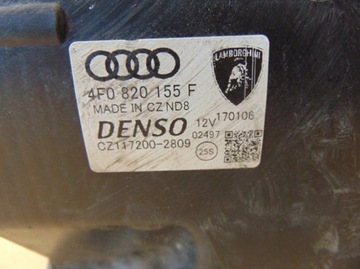 LAMBORGHINI
4F0 820 155 F
MADE IN CZ ND8
DENSO
12V 170106
02497
CZ117200-2809
25S